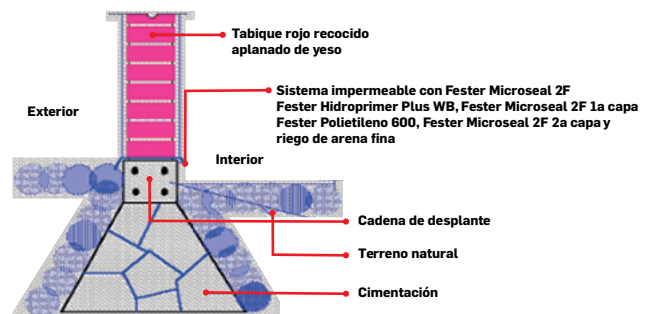 Tabique rojo recocido
aplanado de yeso
Sistema impermeable con Fester Microseal 2F
Fester Hidroprimer Plus WB, Fester Microseal 2F 1a capa
Fester Polietileno 600, Fester Microseal 2F 2a capa y
riego de arena fina
Exterior
Interior
Cadena de desplante
Terreno natural
Cimentación